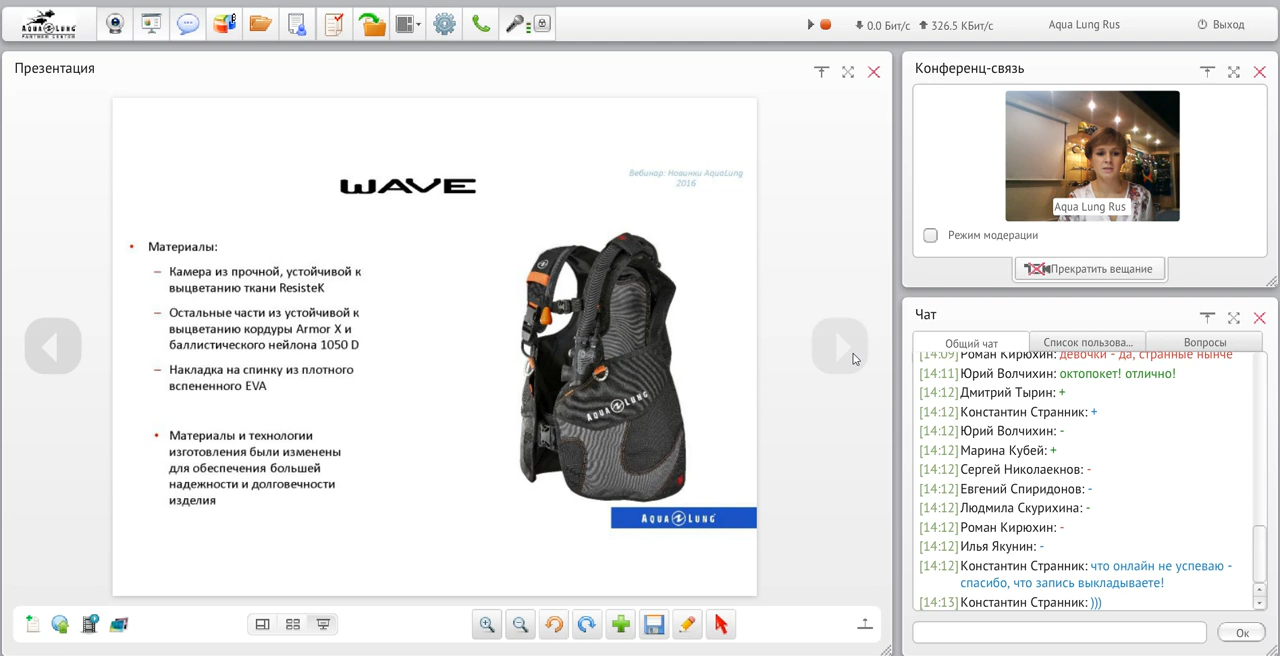 AQUA LUNG
PARTNER CENTER
0.0 Бит/с
326.5 КБит/с
Aqua Lung Rus
Выход
Презентация
WAVE
Вебинар: Новинки AquaLung
2016
• Материалы:
– Камера из прочной, устойчивой к
выцветанию ткани ResisteK
– Остальные части из устойчивой к
выцветанию кордуры Armor X и
баллистического нейлона 1050 D
– Накладка на спинку из плотного
вспененного EVA
• Материалы и технологии
изготовления были изменены
для обеспечения большей
надежности и долговечности
изделия
AQUA LUNG
AQUA LUNG
Конференц-связь
Aqua Lung Rus
Режим модерации
Прекратить вещание
Чат
Общий чат
Список пользова...
Вопросы
[14:09] Роман Кирюхин: девочки - да, странные нынче
[14:11] Юрий Волчихин: октопокет! отлично!
[14:12] Дмитрий Тырин: +
[14:12] Константин Странник: +
[14:12] Юрий Волчихин: -
[14:12] Марина Кубей: +
[14:12] Сергей Николаекнов: -
[14:12] Евгений Спиридонов: -
[14:12] Людмила Скурихина: -
[14:12] Роман Кирюхин: -
[14:12] Илья Якунин: -
[14:12] Константин Странник: что онлайн не успеваю -
спасибо, что запись выкладываете!
[14:13] Константин Странник: )))
Ок